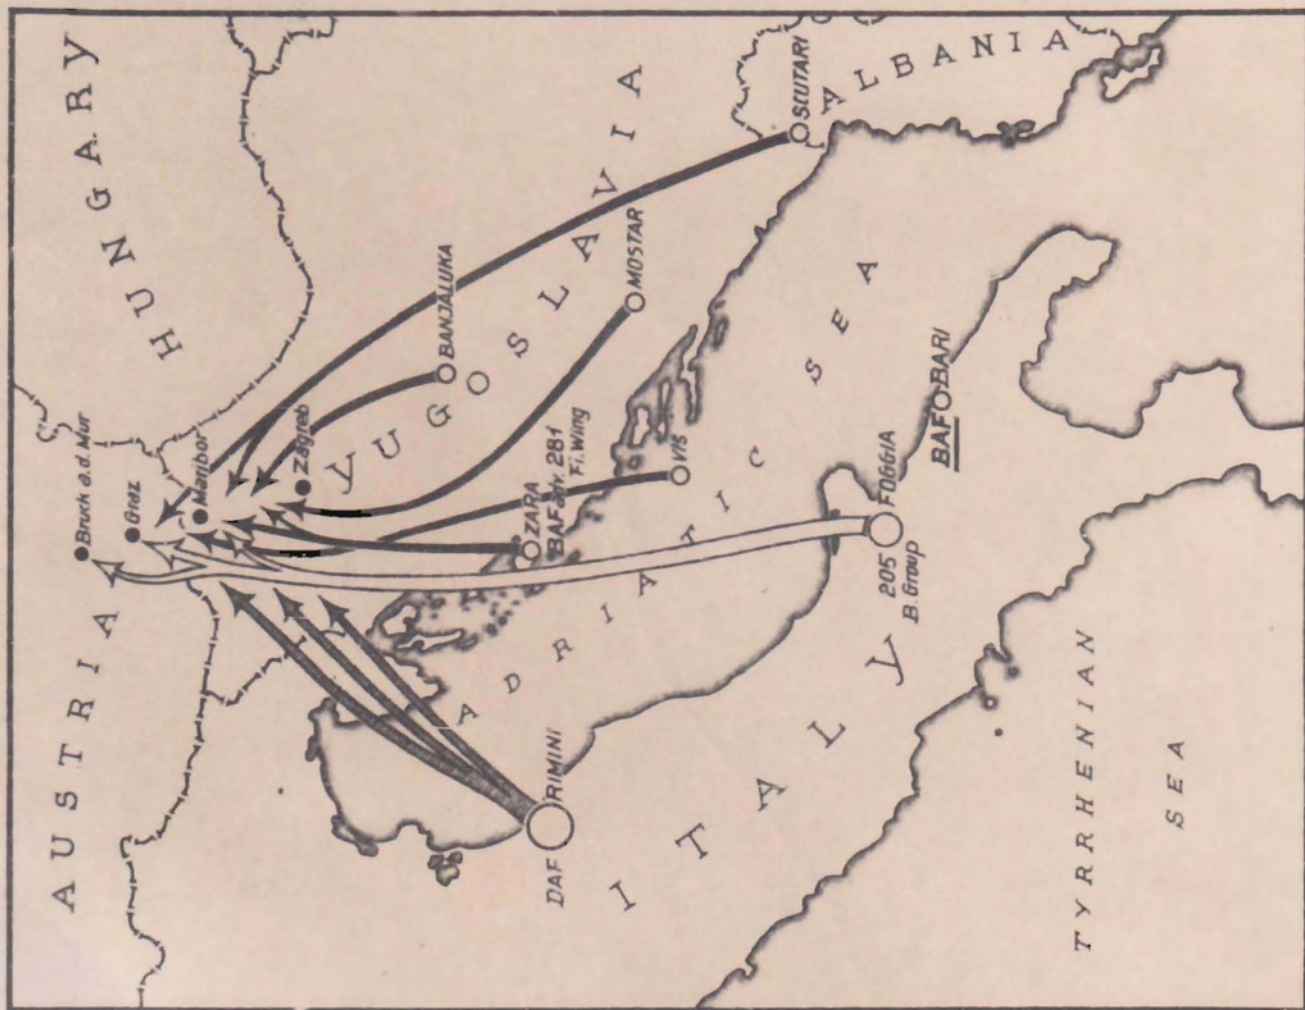 HUNGARY
AUSTRIA
Bruck a.d. Mur
Graz
Maribor
Zagreb
YUGOSLAVIA
BANJALUKA
MOSTAR
SCUTARI
ALBANIA
ZARA
BAF adv. 281
Fi. Wing
VIS
ADRIATIC SEA
DAF
RIMINI
ITALY
FOGGIA
205
B. Group
BAF
BARI
TYRRHENIAN
SEA